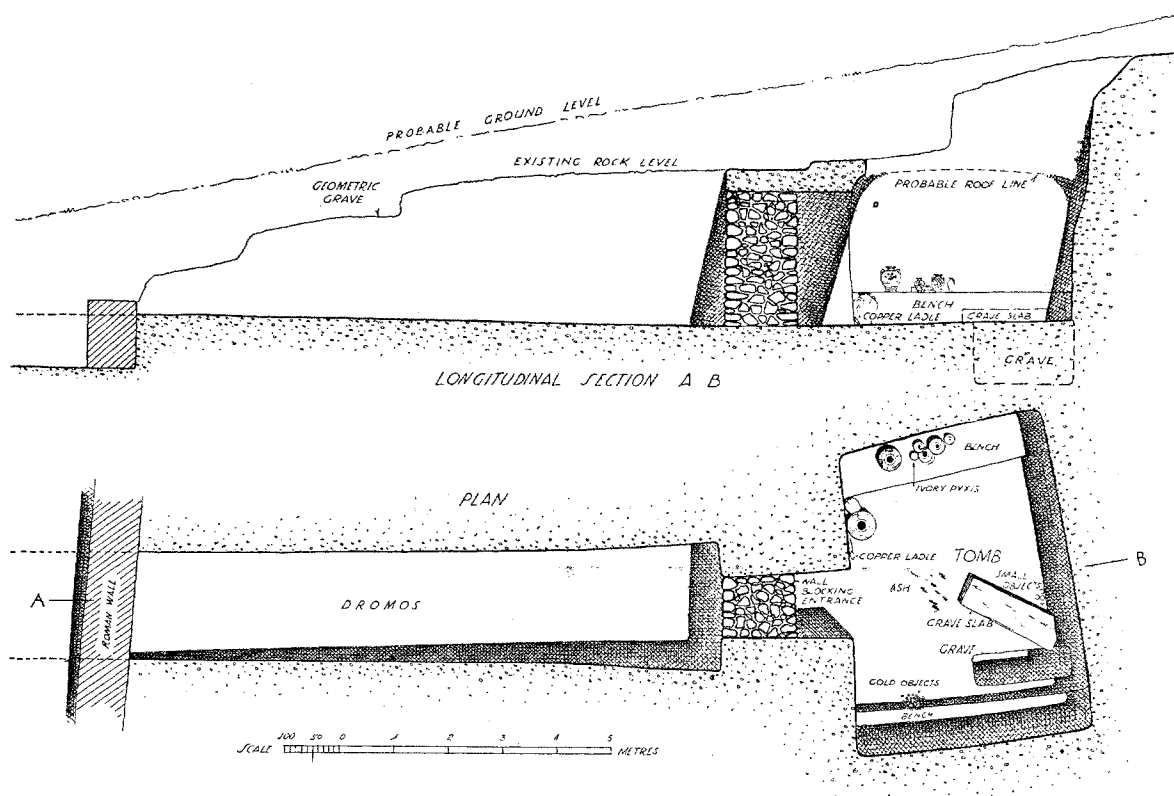 PROBABLE GROUND LEVEL
EXISTING ROCK LEVEL
GEOMETRIC
GRAVE
PROBABLE ROOF LINE
BENCH
COPPER LADLE
GRAVE SLAB
GRAVE
LONGITUDINAL SECTION A B
PLAN
BENCH
IVORY PYXIS
COPPER LADLE
TOMB
B
A
ROMAN WALL
DROMOS
WALL
BLOCKING
ENTRANCE
ASH
SMALL
OBJECTS
GRAVE SLAB
GRAVE
GOLD OBJECTS
BENCH
SCALE 100 50 0 1 2 3 4 5 METRES